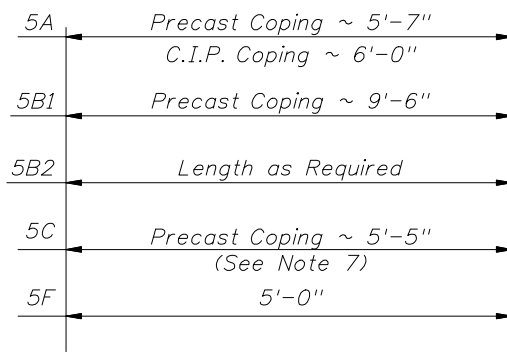 5A Precast Coping ~ 5'-7"
C.I.P. Coping ~ 6'-0"
5B1 Precast Coping ~ 9'-6"
5B2 Length as Required
5C Precast Coping ~ 5'-5"
(See Note 7)
5F 5'-0"